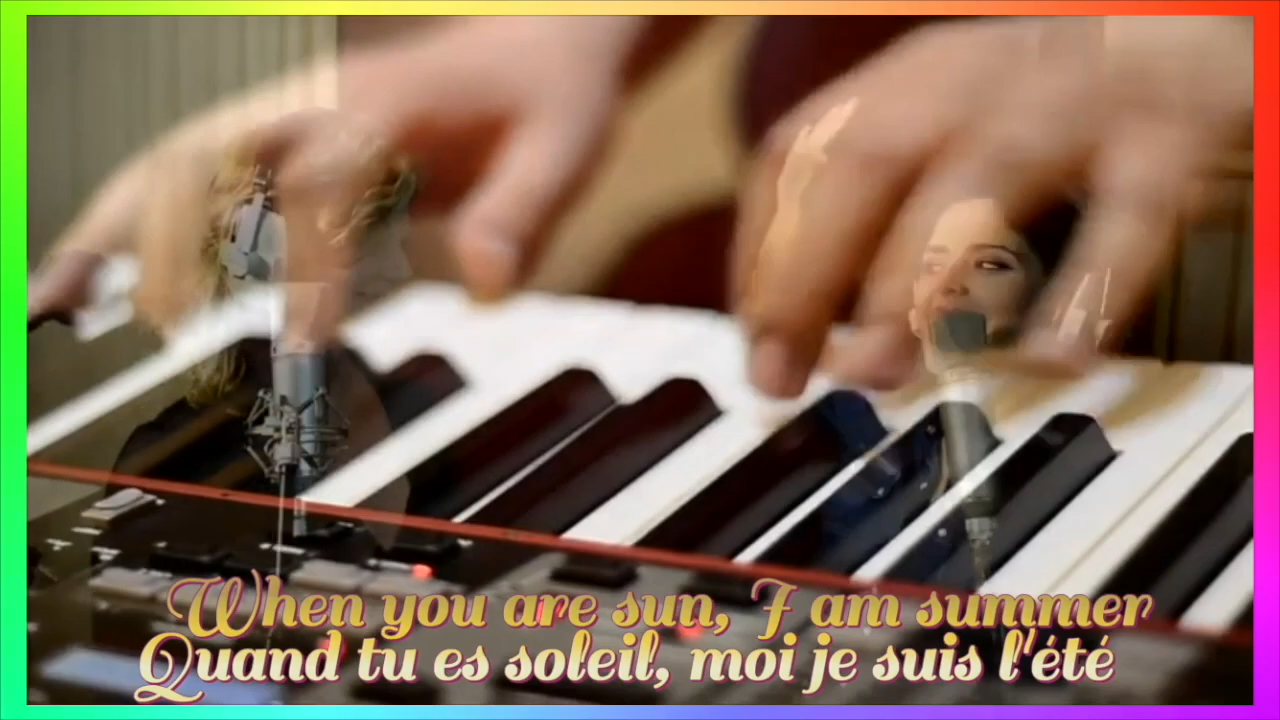 When you are sun, I am summer
Quand tu es soleil, moi je suis l'été